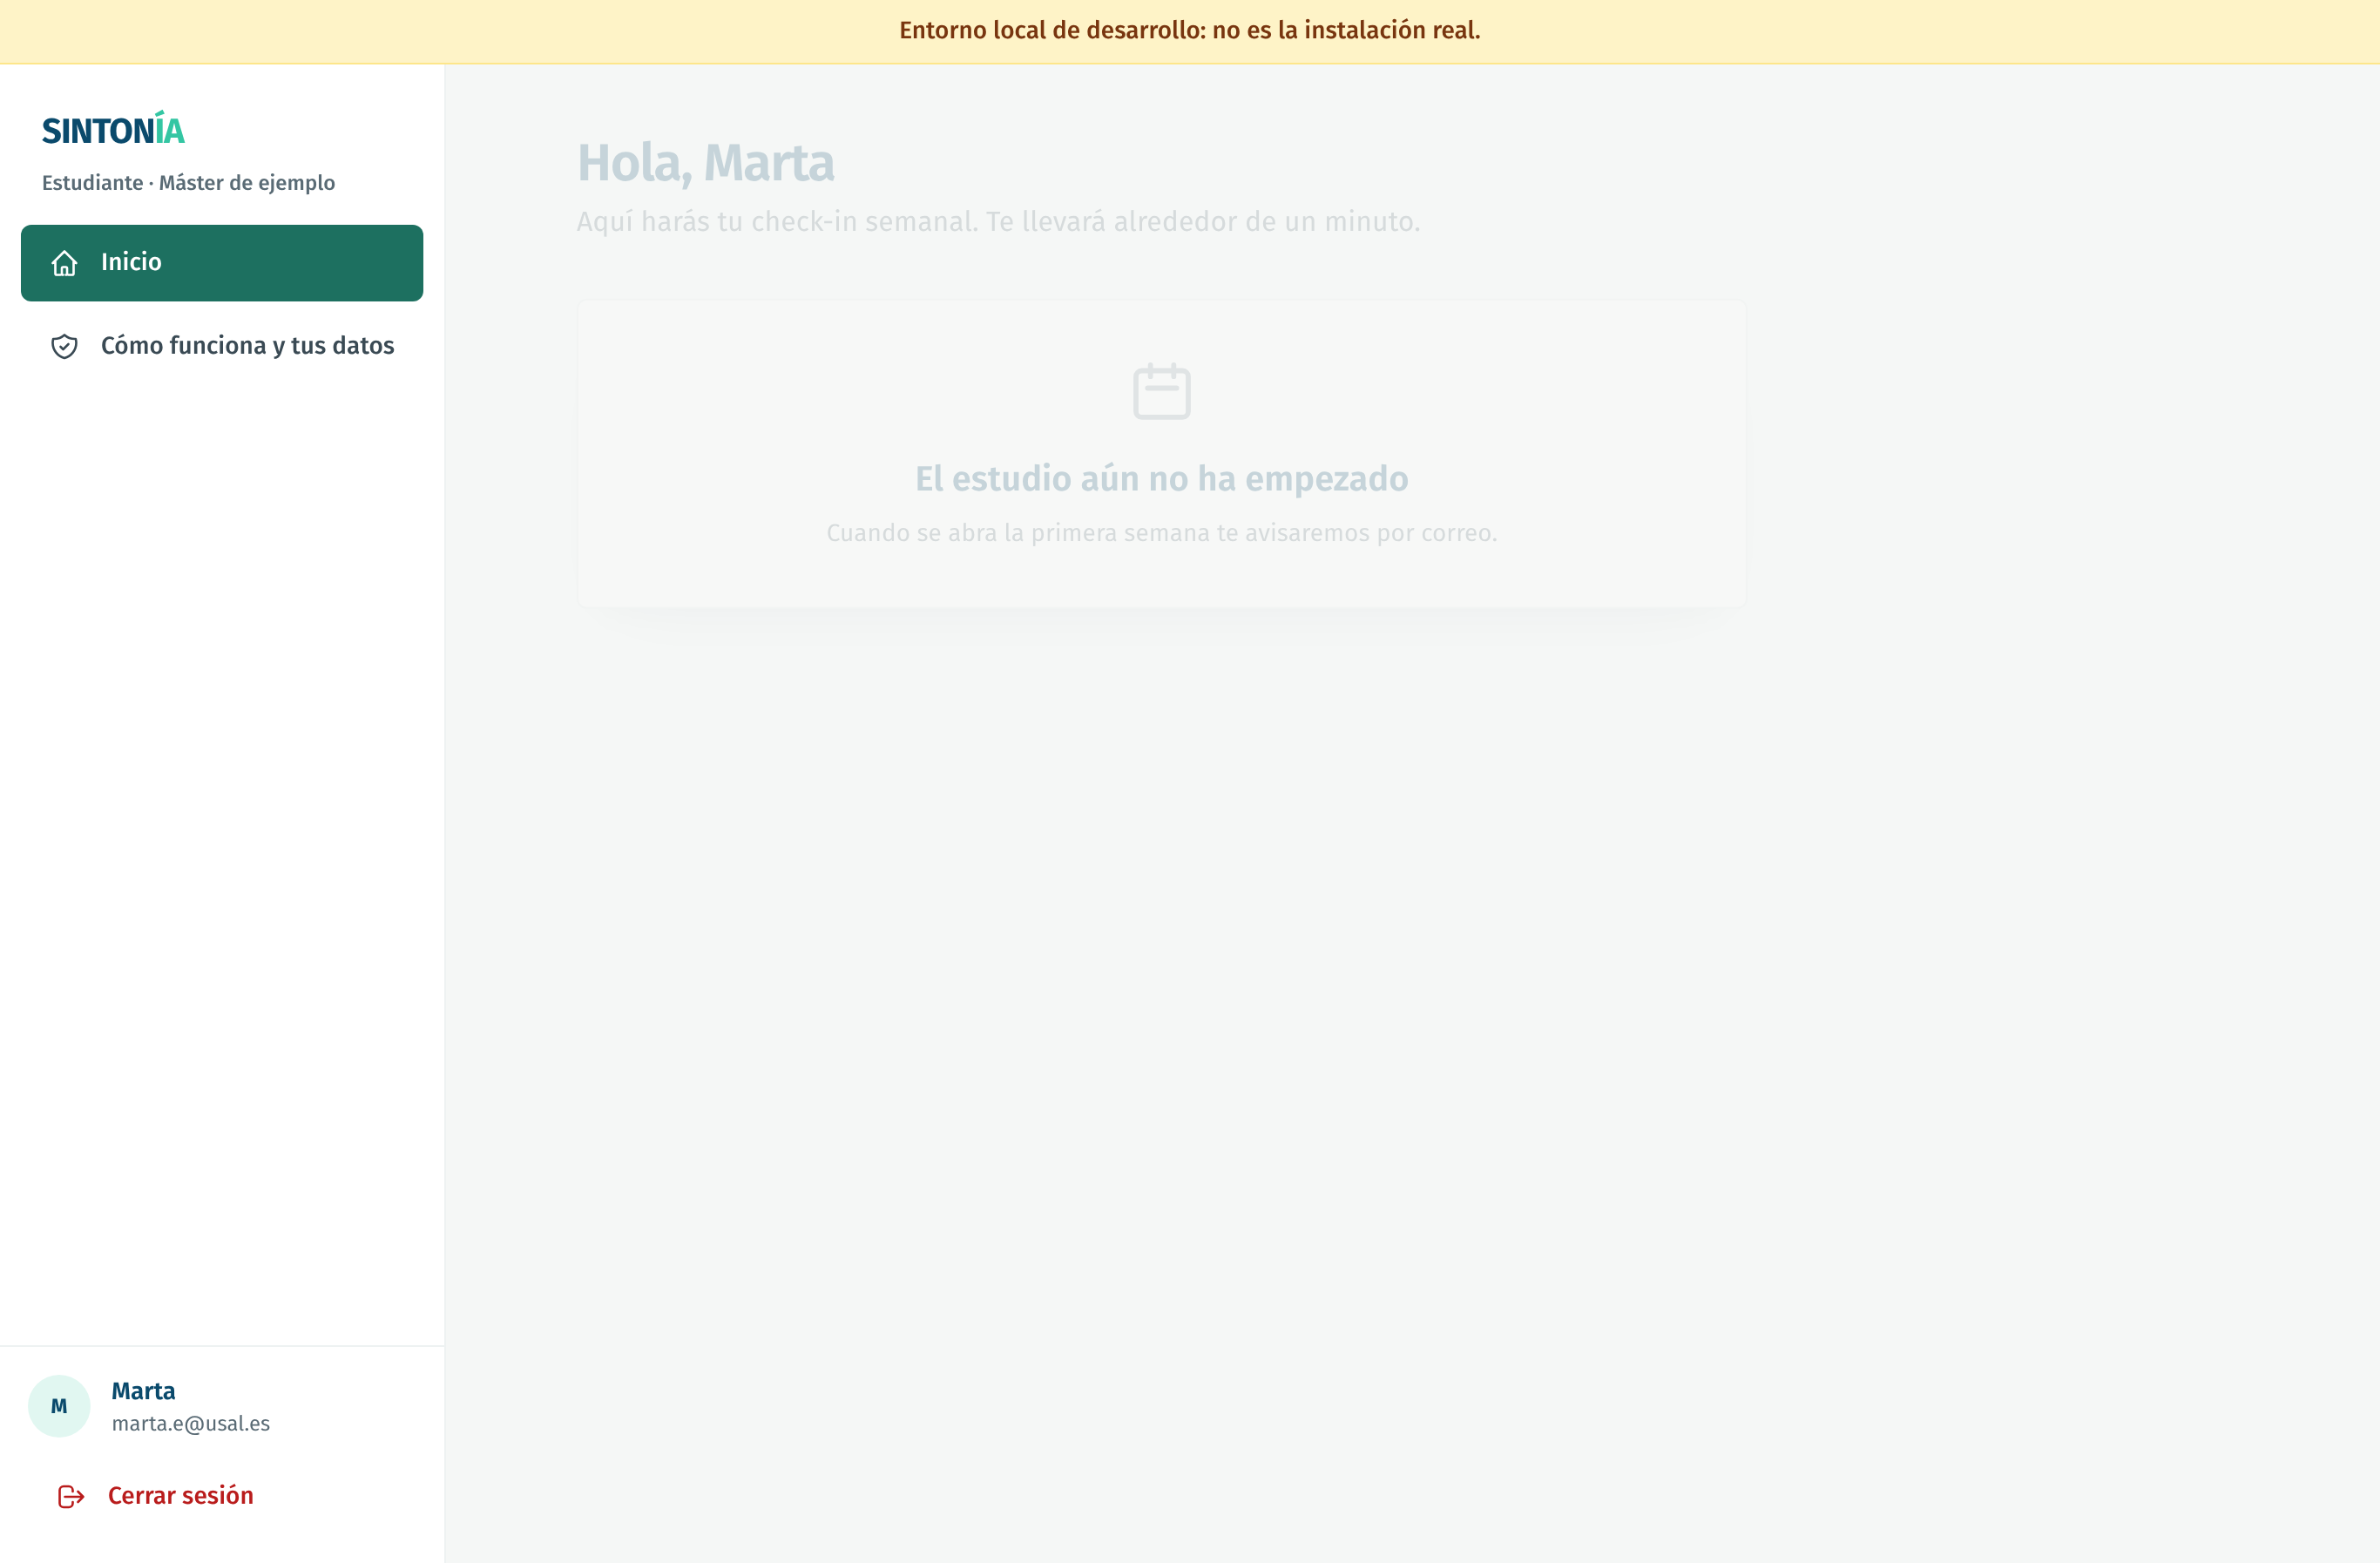 Entorno local de desarrollo: no es la instalación real.
SINTONÍA
Estudiante · Máster de ejemplo
Inicio
Cómo funciona y tus datos
Hola, Marta
Aquí harás tu check-in semanal. Te llevará alrededor de un minuto.
El estudio aún no ha empezado
Cuando se abra la primera semana te avisaremos por correo.
M
Marta
marta.e@usal.es
Cerrar sesión